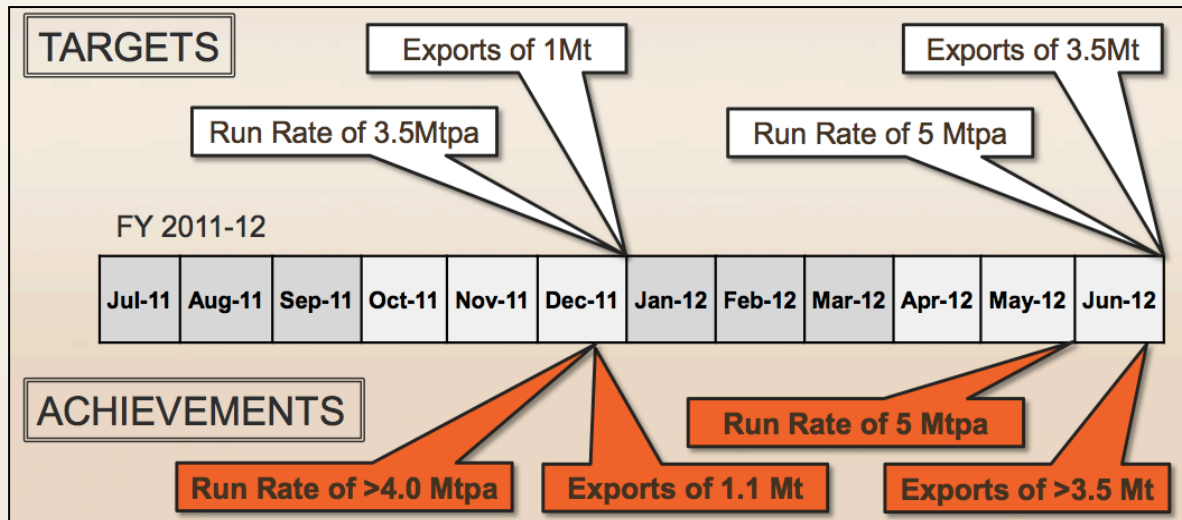 TARGETS
Exports of 1Mt
Exports of 3.5Mt
Run Rate of 3.5Mtpa
Run Rate of 5 Mtpa
FY 2011-12
Jul-11 Aug-11 Sep-11 Oct-11 Nov-11 Dec-11 Jan-12 Feb-12 Mar-12 Apr-12 May-12 Jun-12
ACHIEVEMENTS
Run Rate of 5 Mtpa
Run Rate of >4.0 Mtpa
Exports of 1.1 Mt
Exports of >3.5 Mt